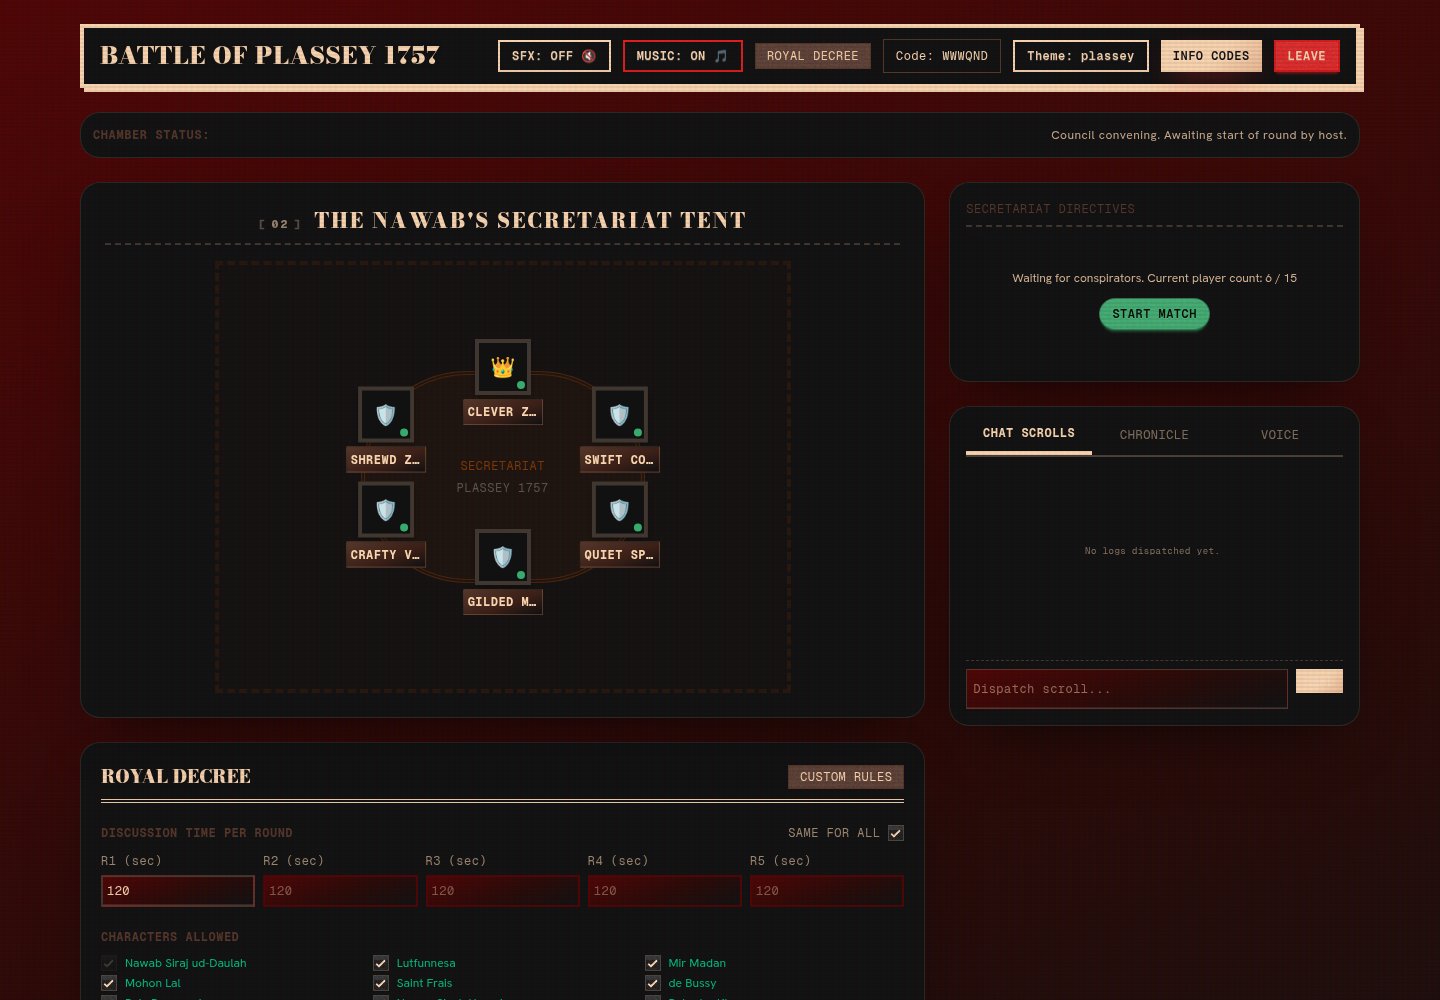 BATTLE OF PLASSEY 1757
SFX: OFF 🔇
MUSIC: ON 🎵
ROYAL DECREE
Code: WWWQND
Theme: plassey
INFO CODES
LEAVE
CHAMBER STATUS:
Council convening. Awaiting start of round by host.
[ 02 ] THE NAWAB'S SECRETARIAT TENT
CLEVER Z…
SHREWD Z…
SWIFT CO…
SECRETARIAT
PLASSEY 1757
CRAFTY V…
QUIET SP…
GILDED M…
SECRETARIAT DIRECTIVES
Waiting for conspirators. Current player count: 6 / 15
START MATCH
CHAT SCROLLS
CHRONICLE
VOICE
No logs dispatched yet.
Dispatch scroll...
ROYAL DECREE
CUSTOM RULES
DISCUSSION TIME PER ROUND
SAME FOR ALL
R1 (sec)
R2 (sec)
R3 (sec)
R4 (sec)
R5 (sec)
120
120
120
120
120
CHARACTERS ALLOWED
Nawab Siraj ud-Daulah
Lutfunnesa
Mir Madan
Mohon Lal
Saint Frais
de Bussy